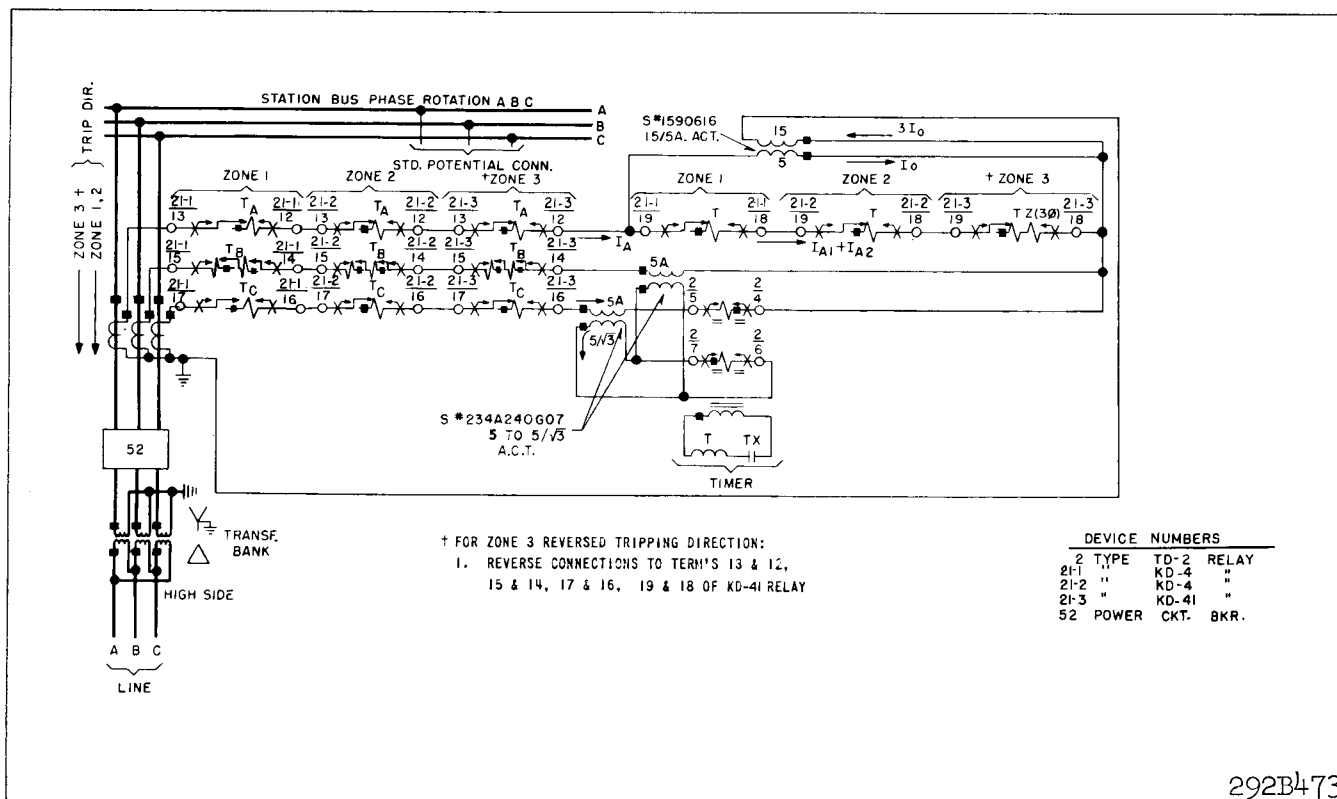 STATION BUS PHASE ROTATION A B C
A
B
C
TRIP DIR.
ZONE 3 +
ZONE 1,2
STD. POTENTIAL CONN.
S#1590616
15/5A. ACT.
15
5
3I0
I0
ZONE 1
ZONE 2
†ZONE 3
ZONE 1
ZONE 2
† ZONE 3
21-1
13
TA
21-1
12
21-2
13
TA
21-2
12
21-3
13
TA
21-3
12
IA
21-1
19
T
21-1
18
IA1 +IA2
21-2
19
T
21-2
18
21-3
19
T Z(3Ø)
21-3
18
21-1
15
TB
21-1
14
21-2
15
TB
21-2
14
21-3
15
TB
21-3
14
5A
21-1
17
TC
21-1
16
21-2
17
TC
21-2
16
21-3
17
TC
21-3
16
5A
2
5
2
4
5/√3
2
7
2
6
S#234A240G07
5 TO 5/√3
A.C.T.
T
TX
TIMER
52
TRANSF.
BANK
HIGH SIDE
A B C
LINE
† FOR ZONE 3 REVERSED TRIPPING DIRECTION:
1. REVERSE CONNECTIONS TO TERM'S 13 & 12,
15 & 14, 17 & 16, 19 & 18 OF KD-41 RELAY
DEVICE NUMBERS
2 TYPE TD-2 RELAY
21-1 " KD-4 "
21-2 " KD-4 "
21-3 " KD-41 "
52 POWER CKT. BKR.
292B473